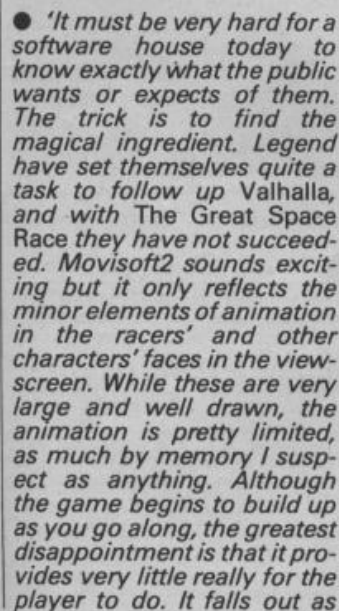 ● 'It must be very hard for a
software house today to
know exactly what the public
wants or expects of them.
The trick is to find the
magical ingredient. Legend
have set themselves quite a
task to follow up Valhalla,
and with The Great Space
Race they have not succeed-
ed. Movisoft2 sounds excit-
ing but it only reflects the
minor elements of animation
in the racers' and other
characters' faces in the view-
screen. While these are very
large and well drawn, the
animation is pretty limited,
as much by memory I susp-
ect as anything. Although
the game begins to build up
as you go along, the greatest
disappointment is that it pro-
vides very little really for the
player to do. It falls out as